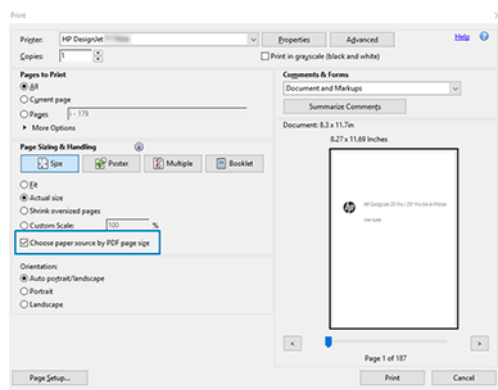 Print
Printer: HP DesignJet
Properties
Advanced
Help
Copies: 1
Print in grayscale (black and white)
Pages to Print
All
Current page
Pages 1 - 179
More Options
Comments & Forms
Document and Markups
Summarize Comments
Page Sizing & Handling
Size
Poster
Multiple
Booklet
Document: 8.3 x 11.7in
8.27 x 11.69 Inches
Fit
Actual size
Shrink oversized pages
Custom Scale: 100 %
Choose paper source by PDF page size
Orientation:
Auto portrait/landscape
Portrait
Landscape
hp
User Guide
<
>
Page 1 of 187
Page Setup...
Print
Cancel